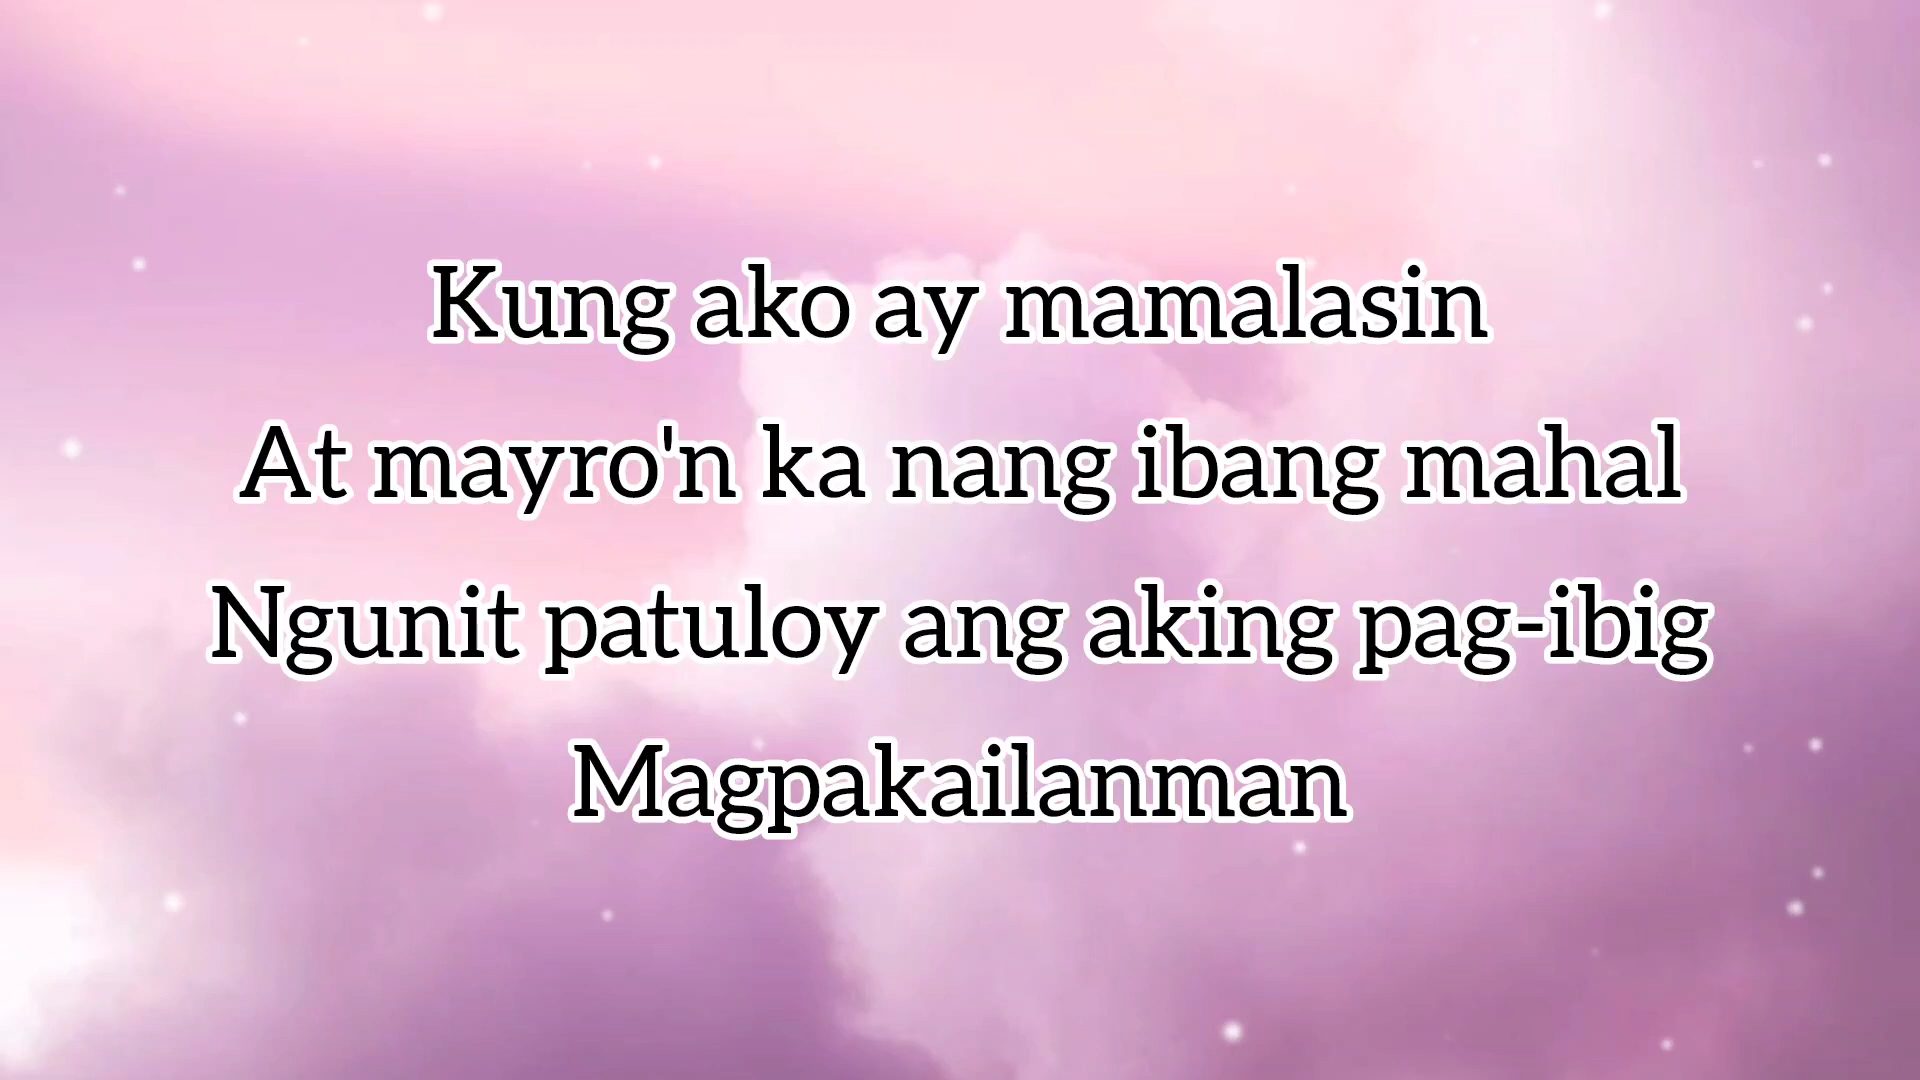 Kung ako ay mamalasin
At mayro'n ka nang ibang mahal
Ngunit patuloy ang aking pag-ibig
Magpakailanman